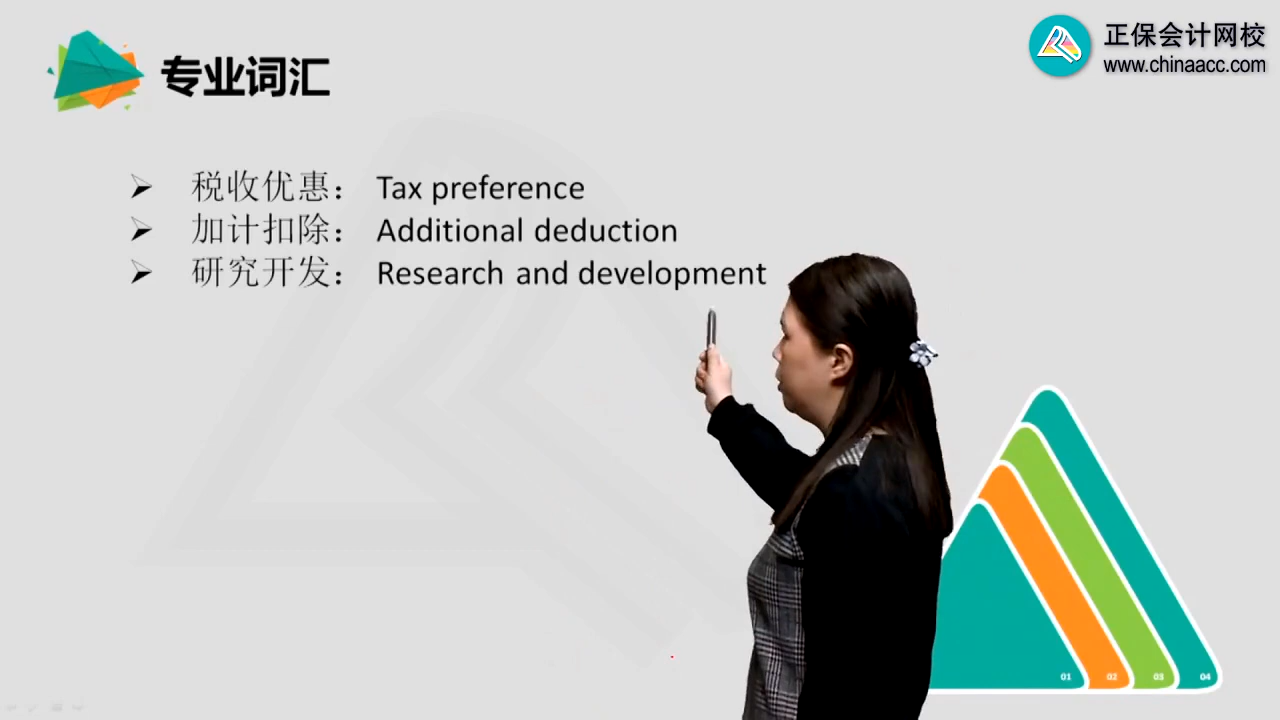 正保会计网校
www.chinaacc.com
专业词汇
➢ 税收优惠： Tax preference
➢ 加计扣除： Additional deduction
➢ 研究开发： Research and development
01 02 03 04